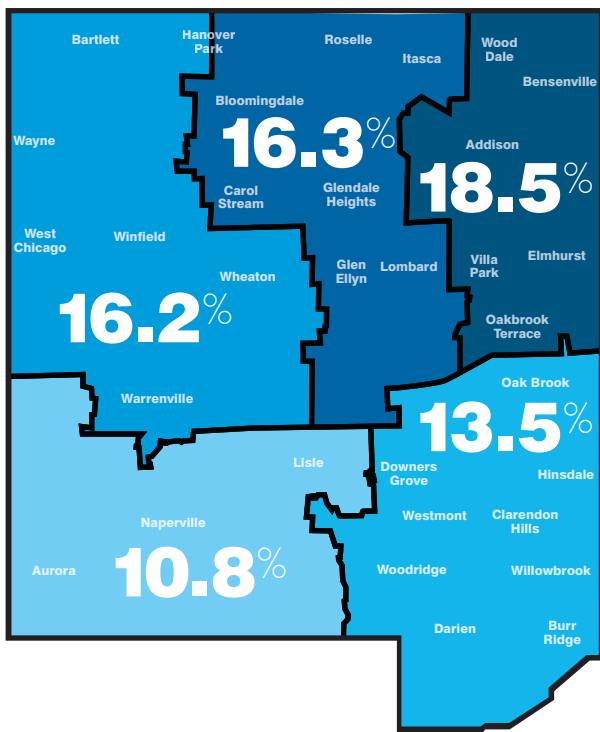 Bartlett
Hanover
Park
Roselle
Itasca
Wood
Dale
Bensenville
Bloomingdale
Wayne
16.3%
Addison
18.5%
Carol
Stream
Glendale
Heights
West
Chicago
Winfield
Wheaton
Glen
Ellyn
Lombard
Villa
Park
Elmhurst
16.2%
Oakbrook
Terrace
Warrenville
Oak Brook
13.5%
Lisle
Downers
Grove
Hinsdale
Naperville
Westmont
Clarendon
Hills
Aurora
10.8%
Woodridge
Willowbrook
Darien
Burr
Ridge